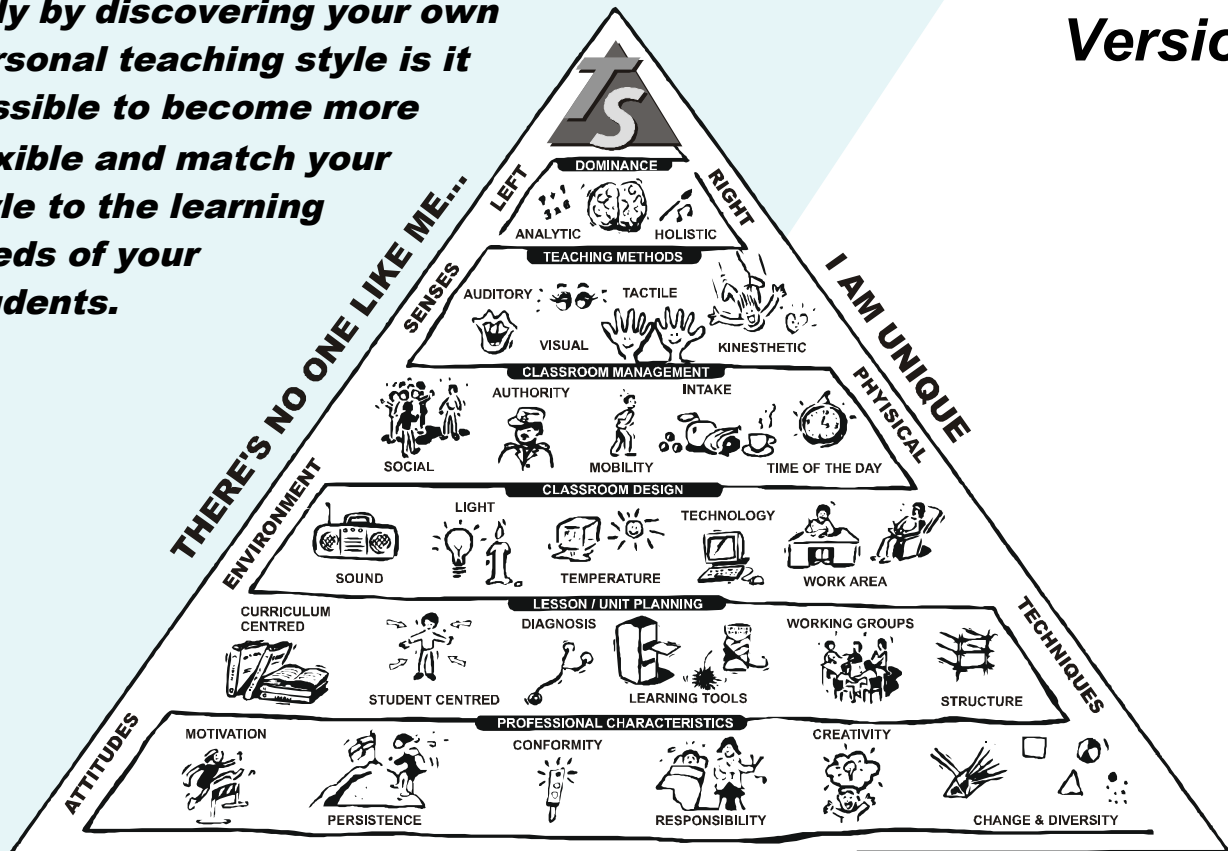 ly by discovering your own
rsonal teaching style is it
ssible to become more
xible and match your
le to the learning
eds of your
udents.
Versio
TS
THERE'S NO ONE LIKE ME...
I AM UNIQUE
LEFT
DOMINANCE
RIGHT
ANALYTIC
HOLISTIC
SENSES
TEACHING METHODS
AUDITORY
TACTILE
VISUAL
KINESTHETIC
CLASSROOM MANAGEMENT
PHYISICAL
AUTHORITY
INTAKE
SOCIAL
MOBILITY
TIME OF THE DAY
ENVIRONMENT
CLASSROOM DESIGN
LIGHT
TECHNOLOGY
SOUND
TEMPERATURE
WORK AREA
LESSON / UNIT PLANNING
TECHNIQUES
CURRICULUM
CENTRED
DIAGNOSIS
WORKING GROUPS
STUDENT CENTRED
LEARNING TOOLS
STRUCTURE
ATTITUDES
PROFESSIONAL CHARACTERISTICS
MOTIVATION
CONFORMITY
CREATIVITY
PERSISTENCE
RESPONSIBILITY
CHANGE & DIVERSITY